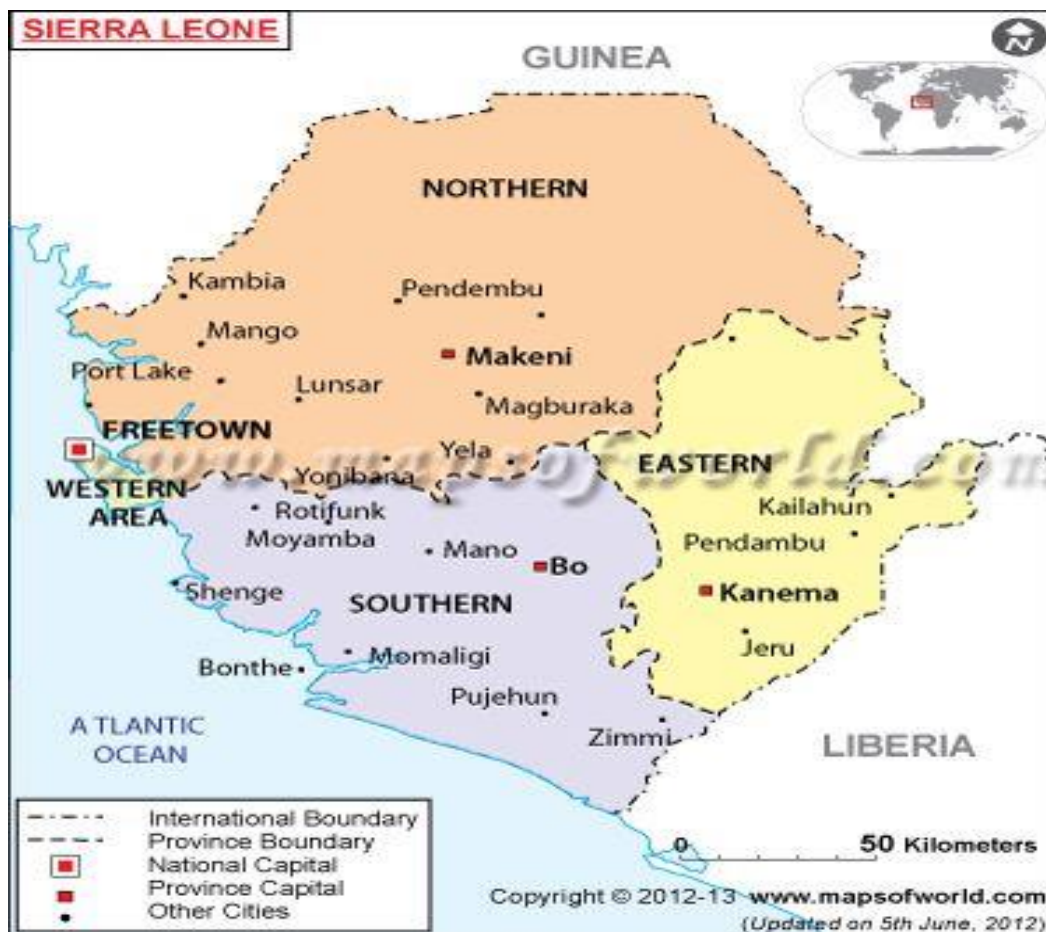 SIERRA LEONE
N
GUINEA
NORTHERN
Kambia
Pendembu
Mango
Makeni
Port Lake
Lunsar
Magburaka
FREETOWN
Yela
EASTERN
www.mapsofworld.com
Yonibana
WESTERN
AREA
Kailahun
Rotifunk
Moyamba
Mano
Pendambu
Bo
Kanema
Shenge
SOUTHERN
Jeru
Bonthe
Momaligi
Pujehun
Zimmi
A TLANTIC
OCEAN
LIBERIA
International Boundary
Province Boundary
National Capital
Province Capital
Other Cities
0 50 Kilometers
Copyright © 2012-13 www.mapsofworld.com
(Updated on 5th June, 2012)